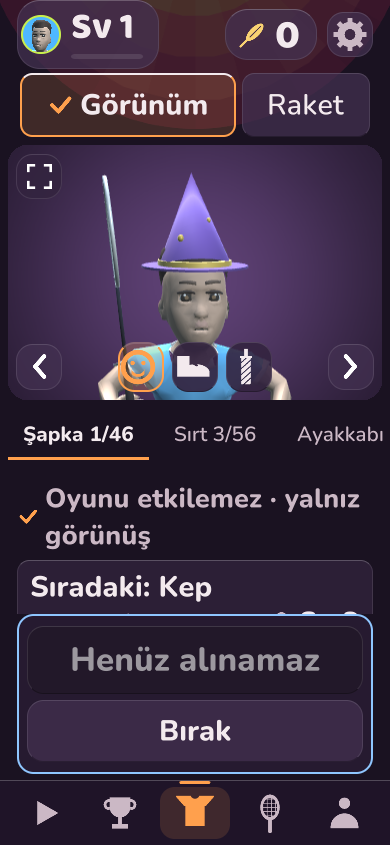 Sv 1
0
Görünüm
Raket
Şapka 1/46
Sırt 3/56
Ayakkabı
Oyunu etkilemez · yalnız
görünüş
Sıradaki: Kep
Henüz alınamaz
Bırak